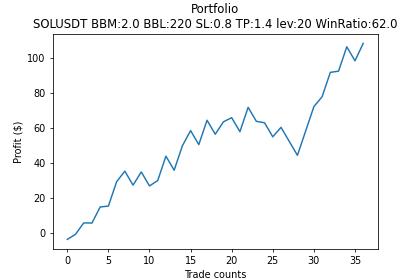 Portfolio
SOLUSDT BBM:2.0 BBL:220 SL:0.8 TP:1.4 lev:20 WinRatio:62.0
100
80
60
40
20
0
Profit ($)
0 5 10 15 20 25 30 35
Trade counts